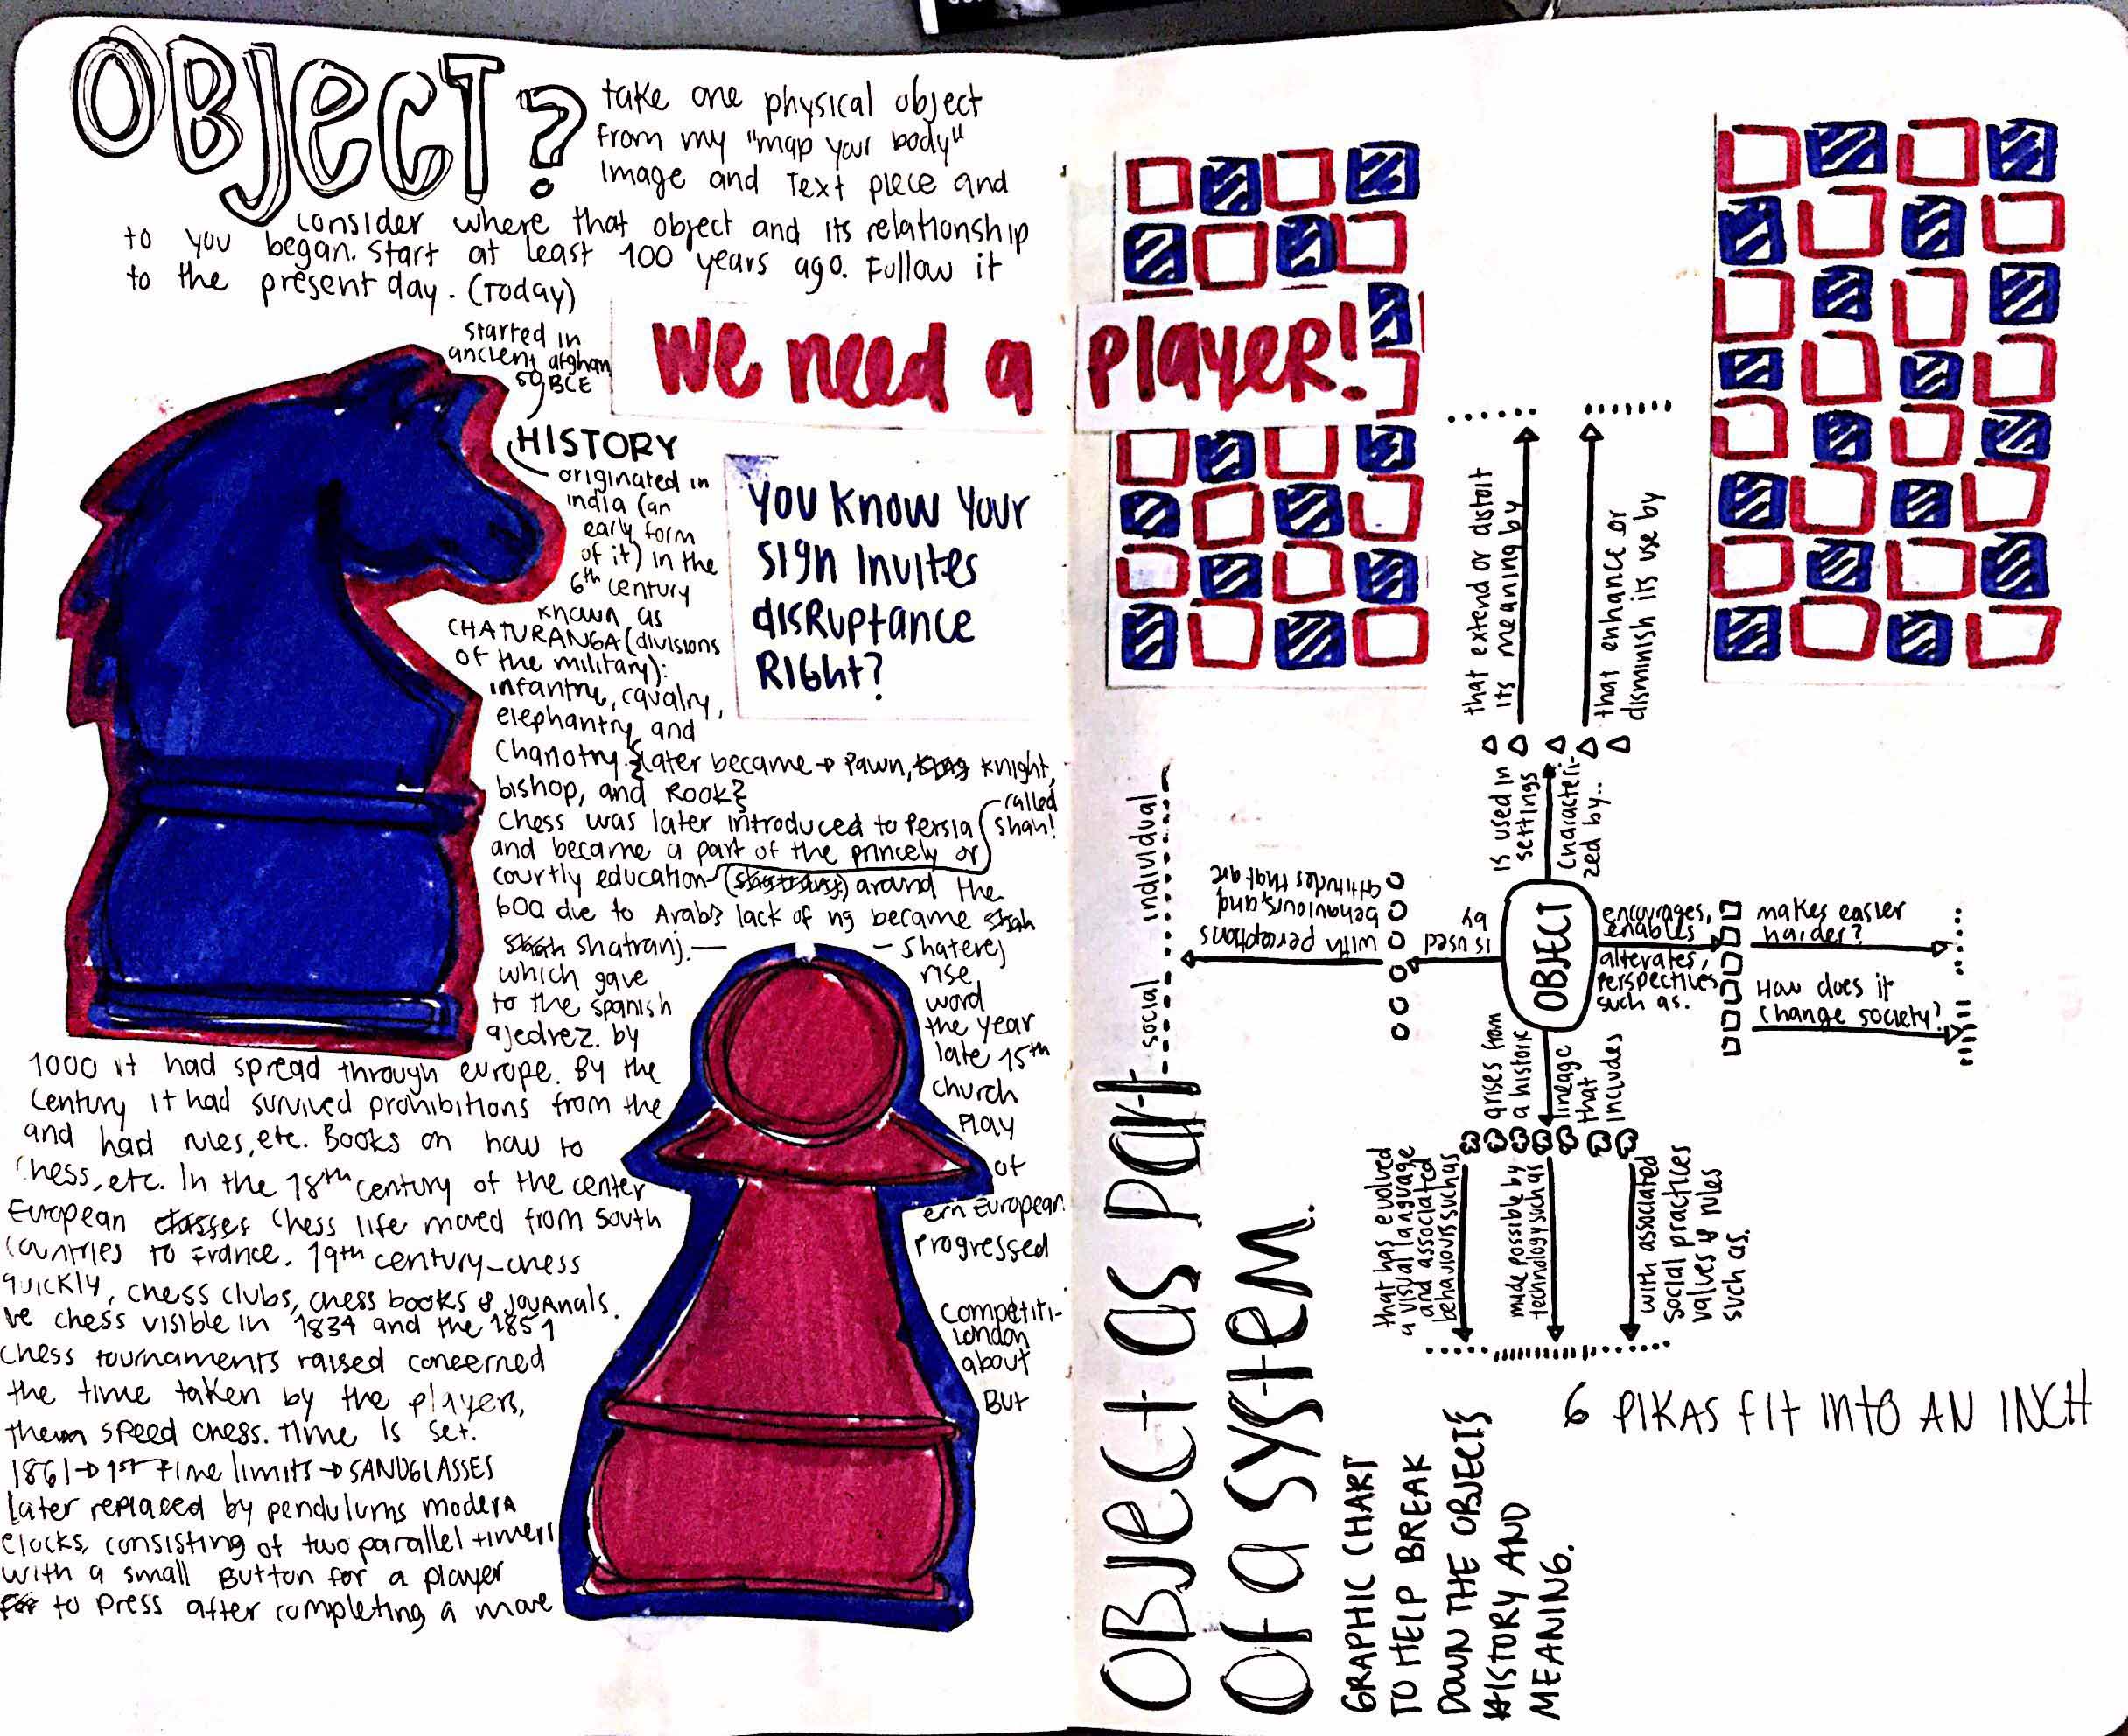 OBJECT?
take one physical object
from my "map your body"
Image and Text piece and
consider where that object and its relationship
to you began. Start at least 100 years ago. Follow it
to the present day. (Today)
started in
ancient afghan
BCE
HISTORY
originated in
india (an
early form
of it) in the
6th century
known as
CHATURANGA (divisions
of the military):
infantry, cavalry,
elephantry and
Chariotry. {later became → Pawn, knight,
bishop, and Rook}
chess was later introduced to Persia
called
shah!
and became a part of the princely or
courtly education around the
600 due to Arab's lack of ng became
shatranj. — — shaterej
which gave rise
to the spanish word
ajedrez. by the year
1000 it had spread through europe. By the late 15th
Century it had survived prohibitions from the church
and had rules, etc. Books on how to Play
Chess, etc. In the 18th century of the center of
European Chess life moved from South ern European
countries to France. 19th century - chess progressed
quickly, chess clubs, chess books & jouAnals.
Competiti-
ve chess visible in 1834 and the 1851 London
chess tournaments raised concerned about
the time taken by the players, But
them speed chess. time is set.
1861 → 1st time limits → SANDGLASSES
Later replaced by pendulums modern
clocks, consisting of two parallel timers
with a small Button for a player
to press after completing a move
We need a PlayeR!
you know your
sign invites
disRuptance
Right?
that extend or distort
its meaning by
that enhance or
disminish its use by
is used in
settings
characteri-
zed by..
OBJECT
is used
by
with perceptions
behaviours, and
attitudes that are
social individual
encourages,
enables
alterates,
perspectives
such as.
makes easier
harder?
How does it
change society?
arises from
a historic
lineage
that
includes
that has evolved
a visual language
and associated
behaviours such as
made possible by
technology such as
with associated
social practices
values & rules
such as.
Object as part
of a system.
GRAPHIC CHART
TO HELP BREAK
DOWN THE OBJECTS
HISTORY AND
MEANING.
6 PIKAS FIT INTO AN INCH